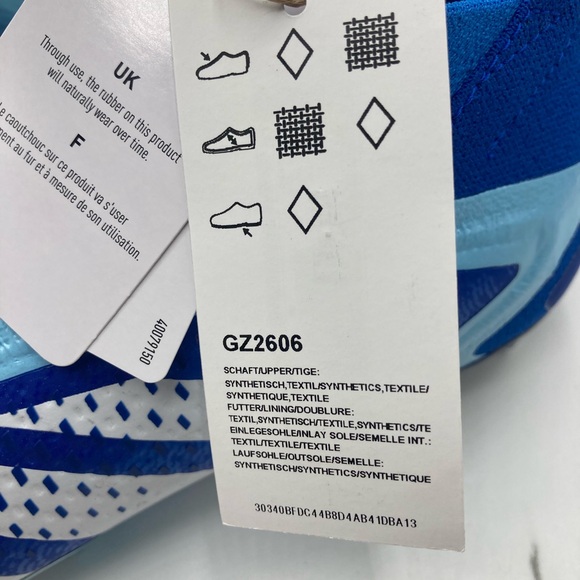 UK
Through use, the rubber on this product
will naturally wear over time.
F
Le caoutchouc sur ce produit va s'user
au fur et à mesure de son utilisation.
40079150
GZ2606
SCHAFT/UPPER/TIGE:
SYNTHETISCH,TEXTIL/SYNTHETICS,TEXTILE/
SYNTHETIQUE,TEXTILE
FUTTER/LINING/DOUBLURE:
TEXTIL,SYNTHETISCH/TEXTILE,SYNTHETICS/TE
EINLEGESOHLE/INLAY SOLE/SEMELLE INT.:
TEXTIL/TEXTILE/TEXTILE
LAUFSOHLE/OUTSOLE/SEMELLE:
SYNTHETISCH/SYNTHETICS/SYNTHETIQUE
30340BFDC44B8D4AB41DBA13